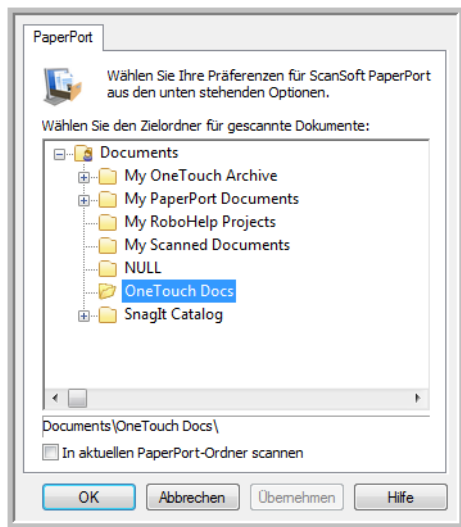 PaperPort
Wählen Sie Ihre Präferenzen für ScanSoft PaperPort
aus den unten stehenden Optionen.
Wählen Sie den Zielordner für gescannte Dokumente:
Documents
My OneTouch Archive
My PaperPort Documents
My RoboHelp Projects
My Scanned Documents
NULL
OneTouch Docs
SnagIt Catalog
Documents\OneTouch Docs\
In aktuellen PaperPort-Ordner scannen
OK Abbrechen Übernehmen Hilfe